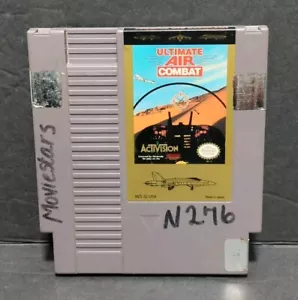 ULTIMATE
AIR
COMBAT
ACTIVISION
Moviestars
N276